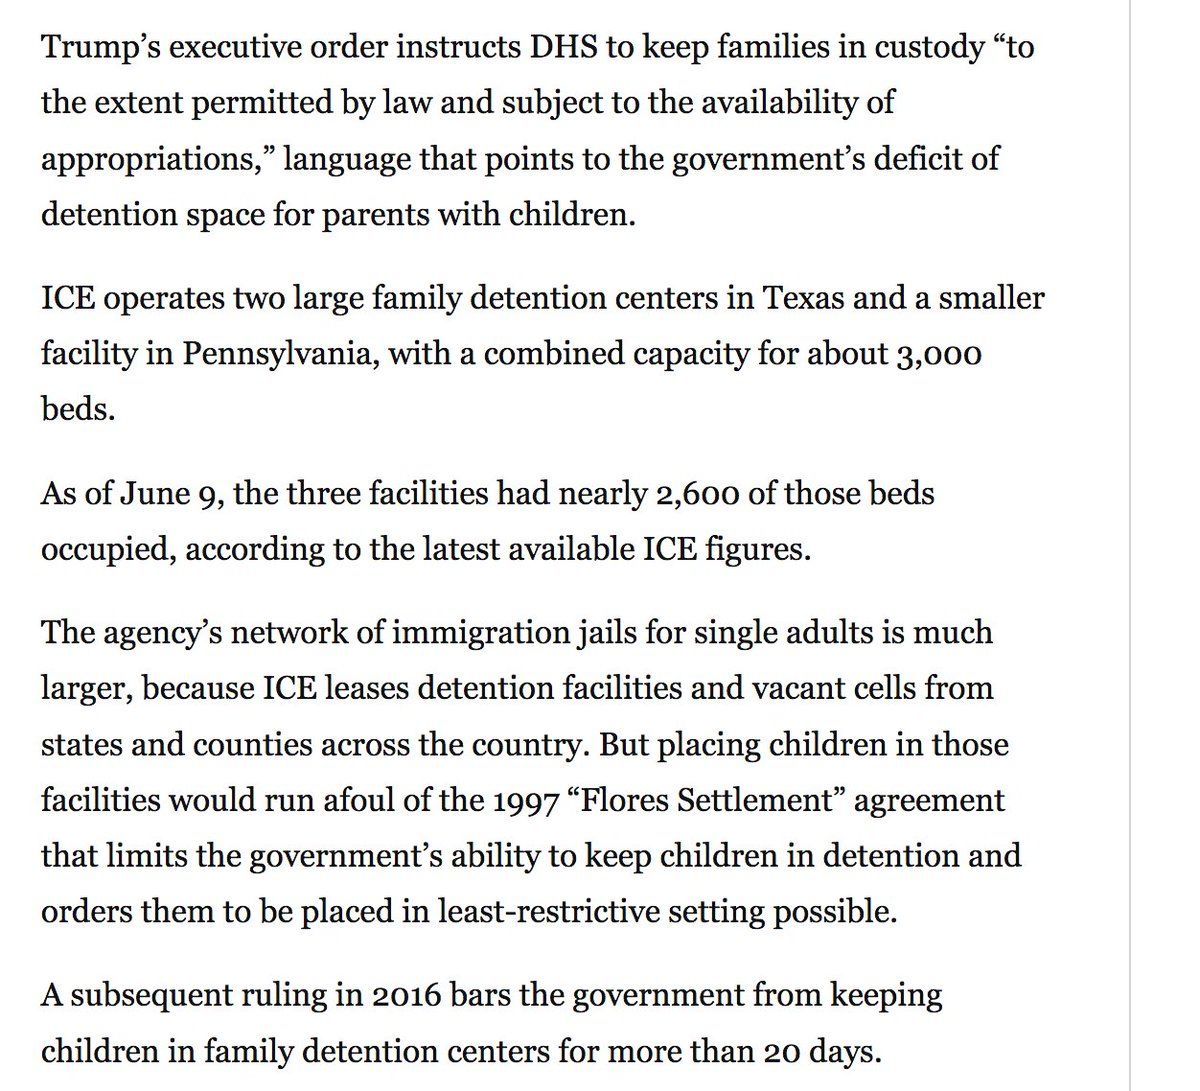 Trump’s executive order instructs DHS to keep families in custody “to
the extent permitted by law and subject to the availability of
appropriations,” language that points to the government’s deficit of
detention space for parents with children.
ICE operates two large family detention centers in Texas and a smaller
facility in Pennsylvania, with a combined capacity for about 3,000
beds.
As of June 9, the three facilities had nearly 2,600 of those beds
occupied, according to the latest available ICE figures.
The agency’s network of immigration jails for single adults is much
larger, because ICE leases detention facilities and vacant cells from
states and counties across the country. But placing children in those
facilities would run afoul of the 1997 “Flores Settlement” agreement
that limits the government’s ability to keep children in detention and
orders them to be placed in least-restrictive setting possible.
A subsequent ruling in 2016 bars the government from keeping
children in family detention centers for more than 20 days.